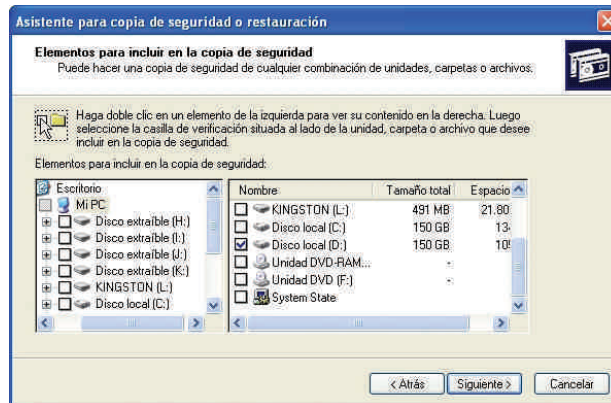 Asistente para copia de seguridad o restauración
Elementos para incluir en la copia de seguridad
Puede hacer una copia de seguridad de cualquier combinación de unidades, carpetas o archivos.
Haga doble clic en un elemento de la izquierda para ver su contenido en la derecha. Luego
seleccione la casilla de verificación situada al lado de la unidad, carpeta o archivo que desee
incluir en la copia de seguridad.
Elementos para incluir en la copia de seguridad:
Escritorio
Mi PC
Disco extraíble (H:)
Disco extraíble (I:)
Disco extraíble (J:)
Disco extraíble (K:)
KINGSTON (L:)
Disco local (C:)
Nombre Tamaño total Espacio
KINGSTON (L:) 491 MB 21.80
Disco local (C:) 150 GB 13
Disco local (D:) 150 GB 10
Unidad DVD-RAM... -
Unidad DVD (F:) -
System State
< Atrás Siguiente > Cancelar